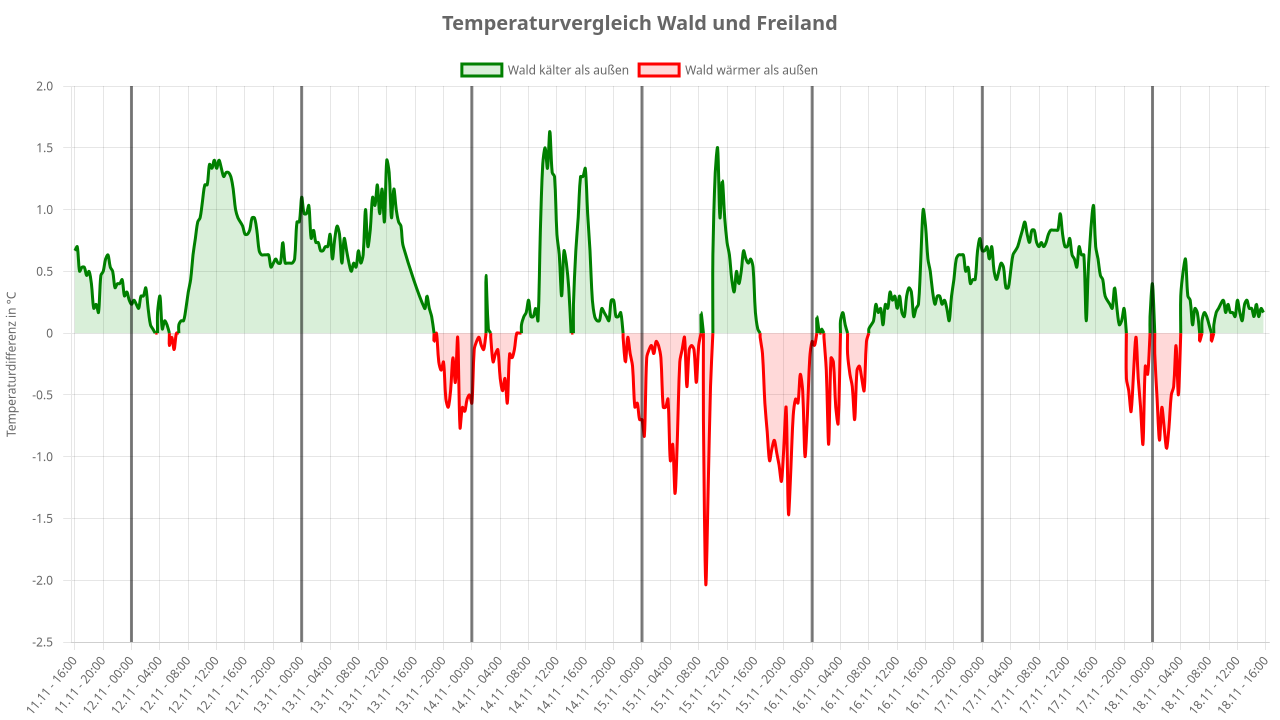 Temperaturvergleich Wald und Freiland
Wald kälter als außen
Wald wärmer als außen
Temperaturdifferenz in °C
2.0
1.5
1.0
0.5
0
-0.5
-1.0
-1.5
-2.0
-2.5
11.11 - 16:00
11.11 - 20:00
12.11 - 00:00
12.11 - 04:00
12.11 - 08:00
12.11 - 12:00
12.11 - 16:00
12.11 - 20:00
13.11 - 00:00
13.11 - 04:00
13.11 - 08:00
13.11 - 12:00
13.11 - 16:00
13.11 - 20:00
14.11 - 00:00
14.11 - 04:00
14.11 - 08:00
14.11 - 12:00
14.11 - 16:00
14.11 - 20:00
15.11 - 00:00
15.11 - 04:00
15.11 - 08:00
15.11 - 12:00
15.11 - 16:00
15.11 - 20:00
16.11 - 00:00
16.11 - 04:00
16.11 - 08:00
16.11 - 12:00
16.11 - 16:00
16.11 - 20:00
17.11 - 00:00
17.11 - 04:00
17.11 - 08:00
17.11 - 12:00
17.11 - 16:00
17.11 - 20:00
18.11 - 00:00
18.11 - 04:00
18.11 - 08:00
18.11 - 12:00
18.11 - 16:00